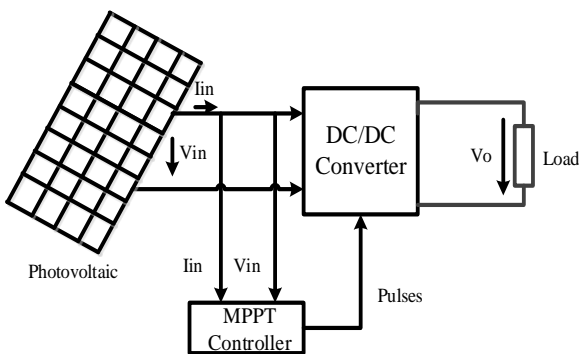 Iin
Vin
DC/DC
Converter
Vo
Load
Photovoltaic
Iin
Vin
Pulses
MPPT
Controller